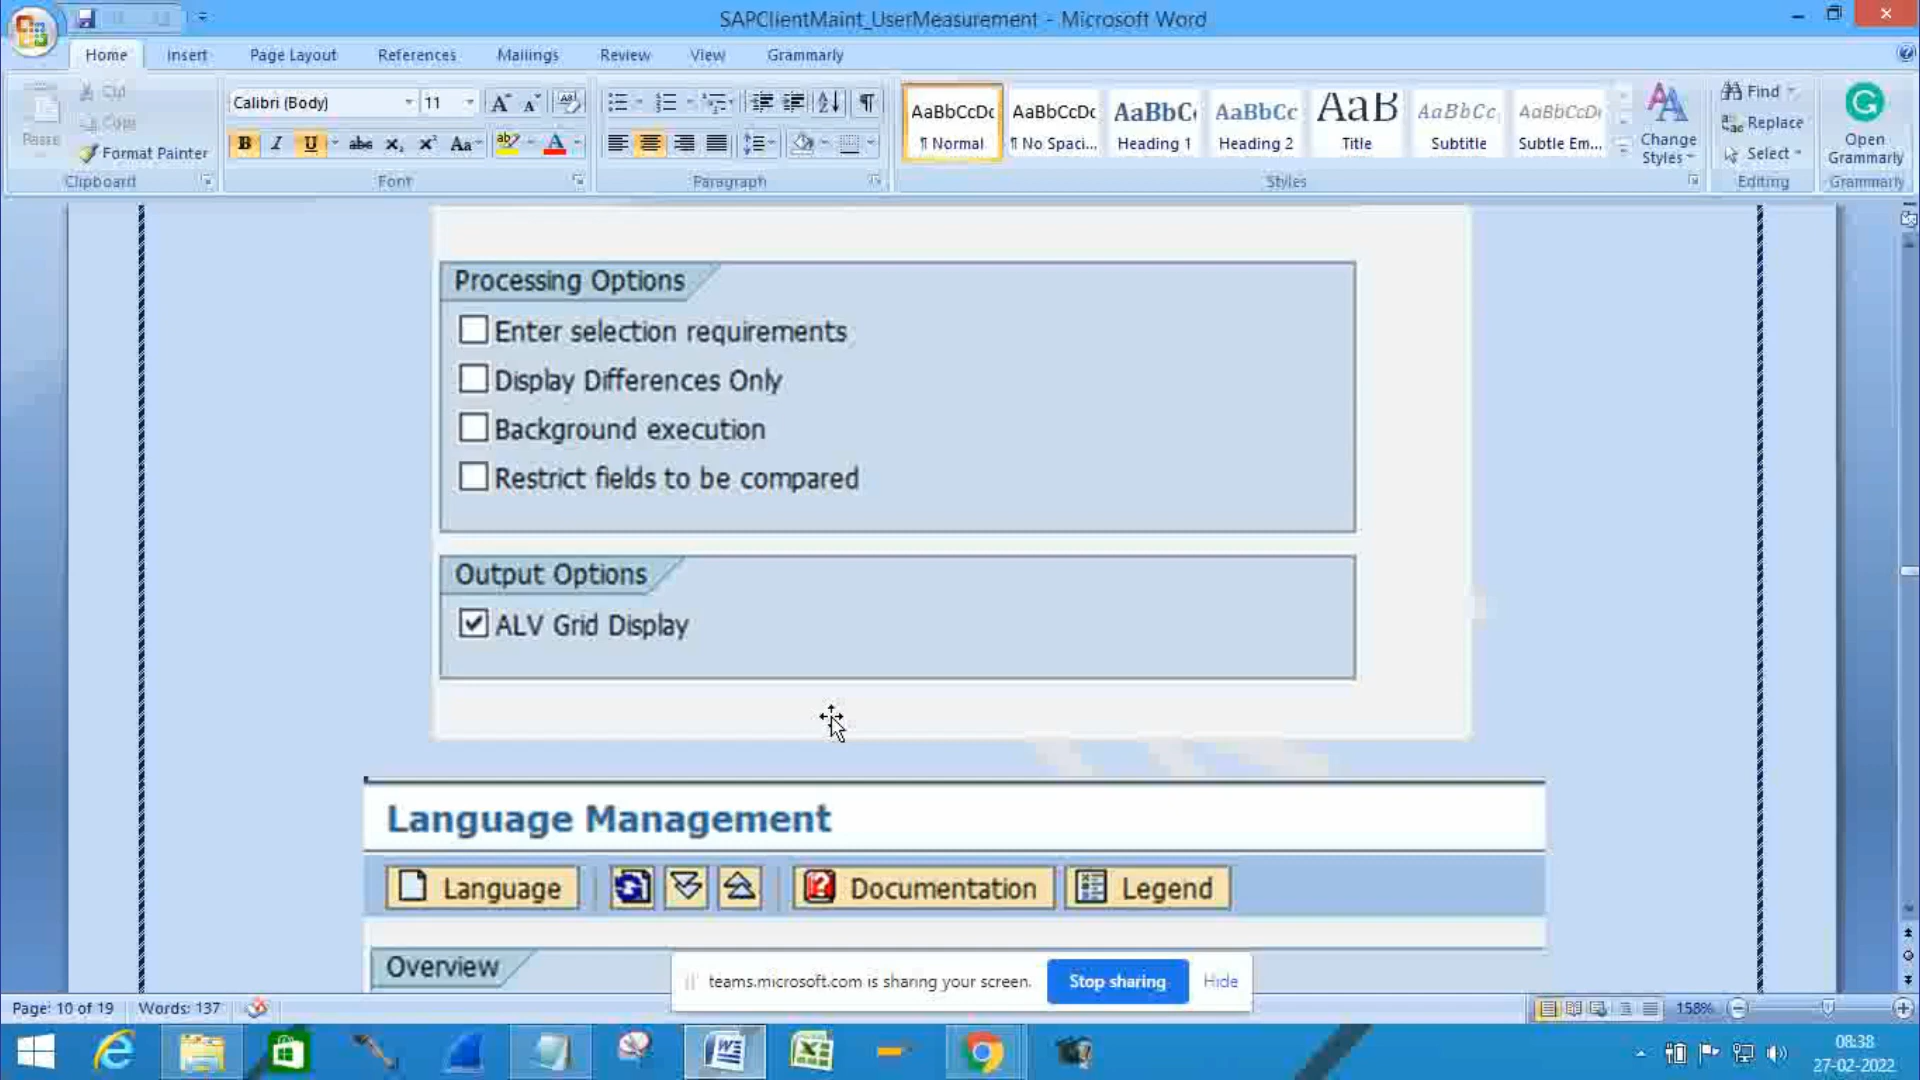 SAPClientMaint_UserMeasurement - Microsoft Word
Home Insert Page Layout References Mailings Review View Grammarly
Paste
Cut
Copy
Format Painter
Clipboard
Calibri (Body) 11
Font
Paragraph
AaBbCcDc AaBbCcDc AaBbC AaBbCc AaB AaBbCc. AaBbCcDc
¶ Normal ¶ No Spaci... Heading 1 Heading 2 Title Subtitle Subtle Em...
Change
Styles
Styles
Find
Replace
Select
Editing
Open
Grammarly
Grammarly
Processing Options
Enter selection requirements
Display Differences Only
Background execution
Restrict fields to be compared
Output Options
ALV Grid Display
Language Management
Language Documentation Legend
Overview
teams.microsoft.com is sharing your screen. Stop sharing Hide
Page: 10 of 19 Words: 137 158%
08:38
27-02-2022